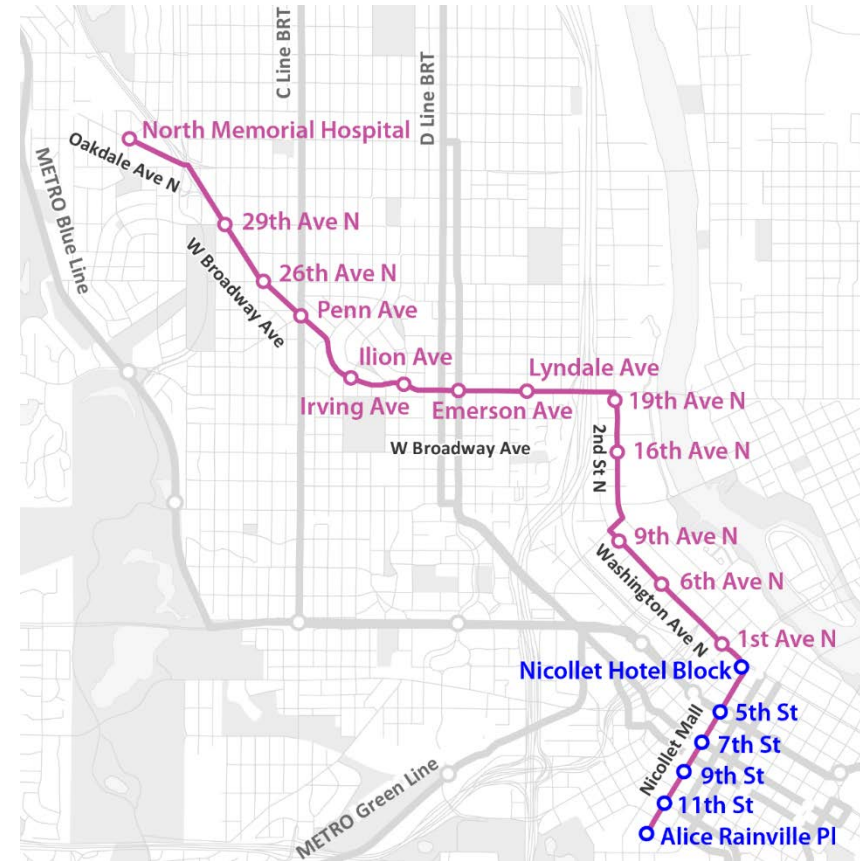 C Line BRT
D Line BRT
North Memorial Hospital
Oakdale Ave N
METRO Blue Line
29th Ave N
26th Ave N
W Broadway Ave
Penn Ave
Ilion Ave
Lyndale Ave
Irving Ave
Emerson Ave
19th Ave N
W Broadway Ave
2nd St N
16th Ave N
9th Ave N
Washington Ave N
6th Ave N
1st Ave N
Nicollet Hotel Block
5th St
Nicollet Mall
7th St
9th St
METRO Green Line
11th St
Alice Rainville Pl